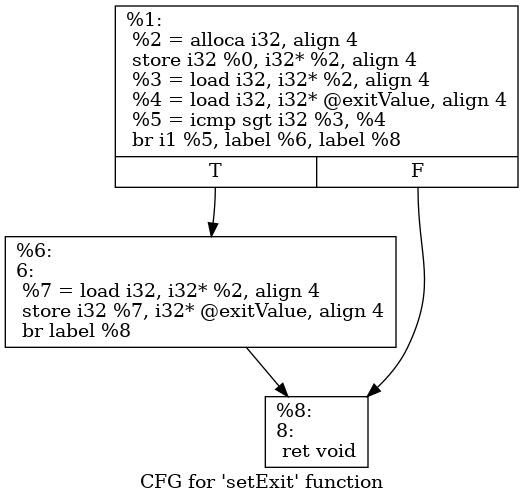 %1:
%2 = alloca i32, align 4
store i32 %0, i32* %2, align 4
%3 = load i32, i32* %2, align 4
%4 = load i32, i32* @exitValue, align 4
%5 = icmp sgt i32 %3, %4
br i1 %5, label %6, label %8
T F
%6:
6:
%7 = load i32, i32* %2, align 4
store i32 %7, i32* @exitValue, align 4
br label %8
%8:
8:
ret void
CFG for 'setExit' function